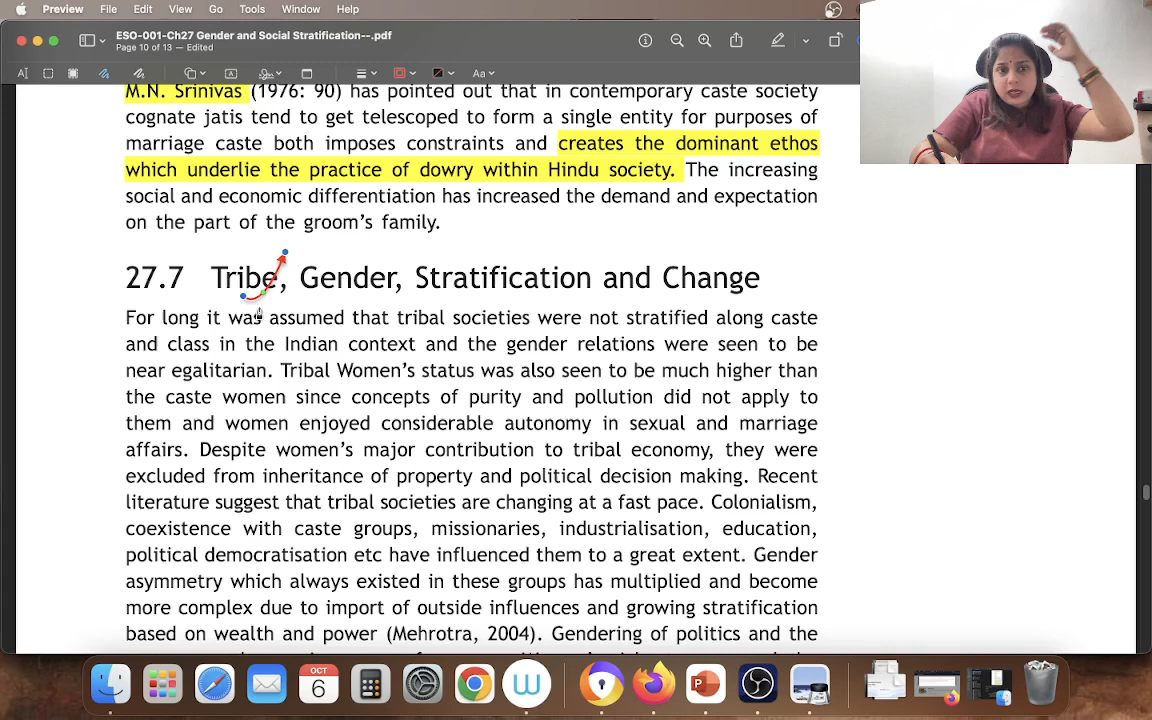 Preview File Edit View Go Tools Window Help
ESO-001-Ch27 Gender and Social Stratification--.pdf
Page 10 of 13 — Edited
Aa
M.N. Srinivas (1976: 90) has pointed out that in contemporary caste society
cognate jatis tend to get telescoped to form a single entity for purposes of
marriage caste both imposes constraints and creates the dominant ethos
which underlie the practice of dowry within Hindu society. The increasing
social and economic differentiation has increased the demand and expectation
on the part of the groom's family.
27.7 Tribe, Gender, Stratification and Change
For long it was assumed that tribal societies were not stratified along caste
and class in the Indian context and the gender relations were seen to be
near egalitarian. Tribal Women's status was also seen to be much higher than
the caste women since concepts of purity and pollution did not apply to
them and women enjoyed considerable autonomy in sexual and marriage
affairs. Despite women's major contribution to tribal economy, they were
excluded from inheritance of property and political decision making. Recent
literature suggest that tribal societies are changing at a fast pace. Colonialism,
coexistence with caste groups, missionaries, industrialisation, education,
political democratisation etc have influenced them to a great extent. Gender
asymmetry which always existed in these groups has multiplied and become
more complex due to import of outside influences and growing stratification
based on wealth and power (Mehrotra, 2004). Gendering of politics and the
OCT
6
W
P